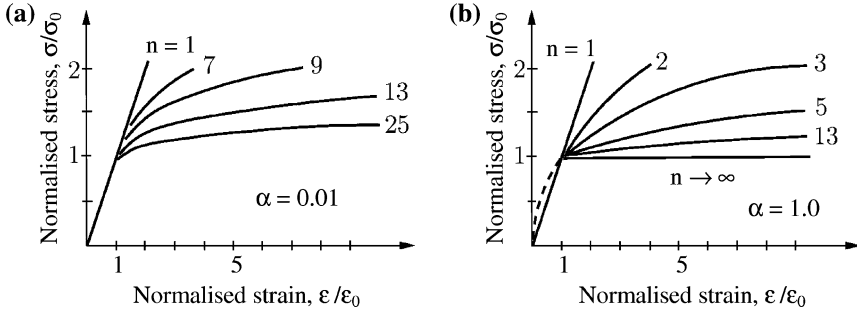 (a)
Normalised stress, σ/σ₀
n = 1
7
9
13
25
2
1
α = 0.01
1
5
Normalised strain, ε/ε₀
(b)
Normalised stress, σ/σ₀
n = 1
2
3
5
13
n → ∞
2
1
α = 1.0
1
5
Normalised strain, ε/ε₀